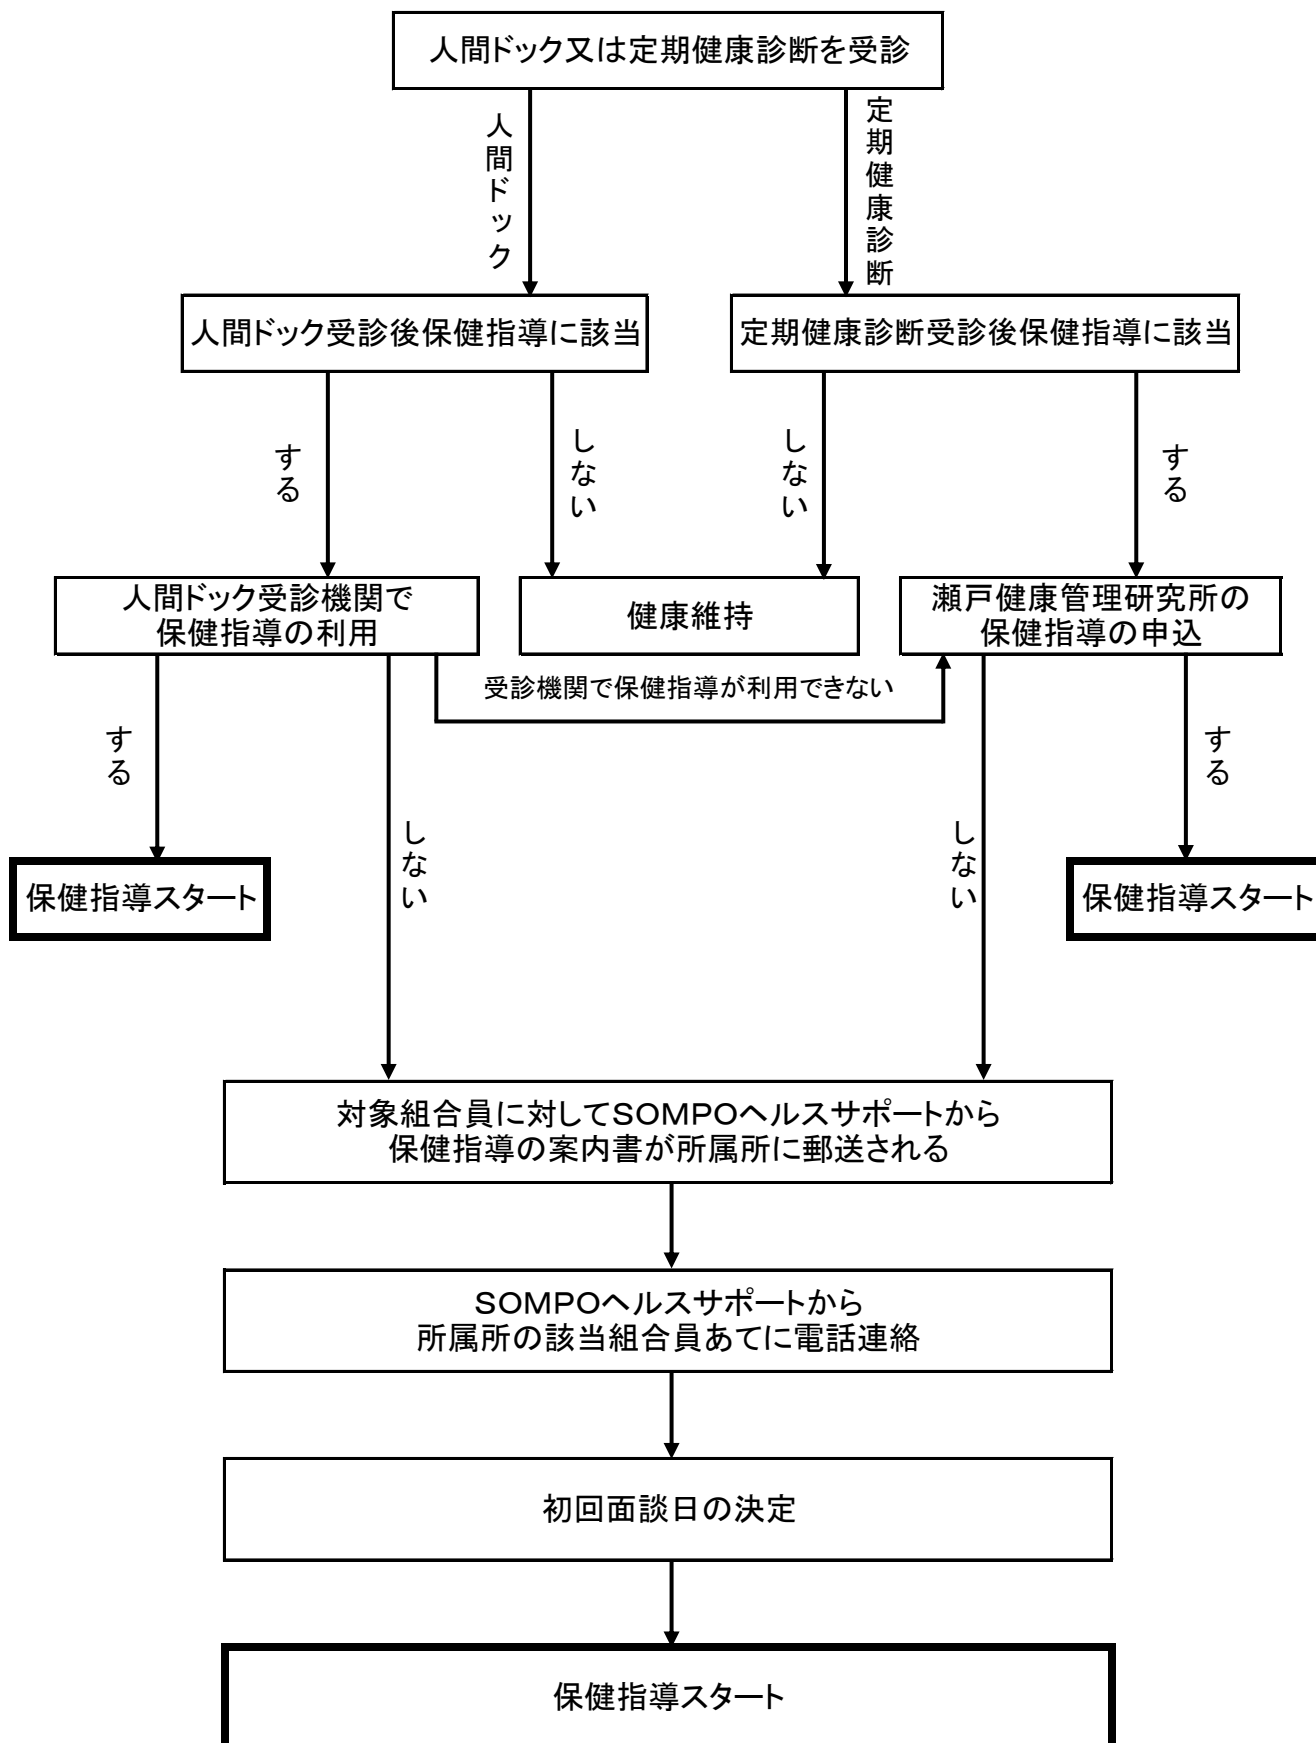 人間ドック又は定期健康診断を受診
人間ドック
定期健康診断
人間ドック受診後保健指導に該当
定期健康診断受診後保健指導に該当
する
しない
しない
する
人間ドック受診機関で
保健指導の利用
健康維持
瀬戸健康管理研究所の
保健指導の申込
受診機関で保健指導が利用できない
する
しない
しない
する
保健指導スタート
保健指導スタート
対象組合員に対してSOMPOヘルスサポートから
保健指導の案内書が所属所に郵送される
SOMPOヘルスサポートから
所属所の該当組合員あてに電話連絡
初回面談日の決定
保健指導スタート